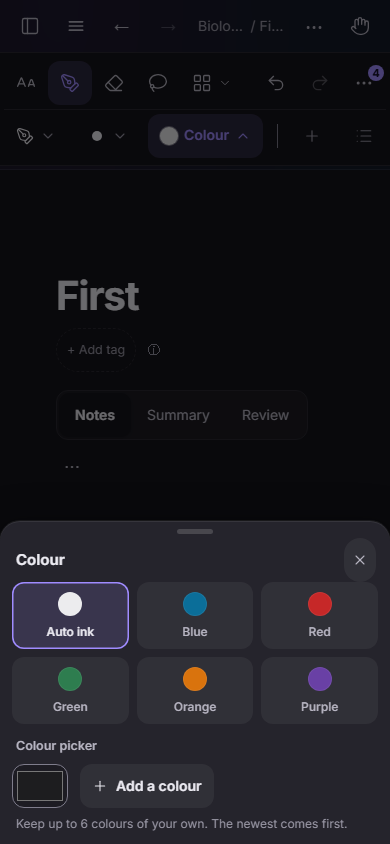 Biolo... / Fi...
AA
4
Colour
First
+ Add tag
Notes Summary Review
...
Colour
Auto ink Blue Red
Green Orange Purple
Colour picker
+ Add a colour
Keep up to 6 colours of your own. The newest comes first.